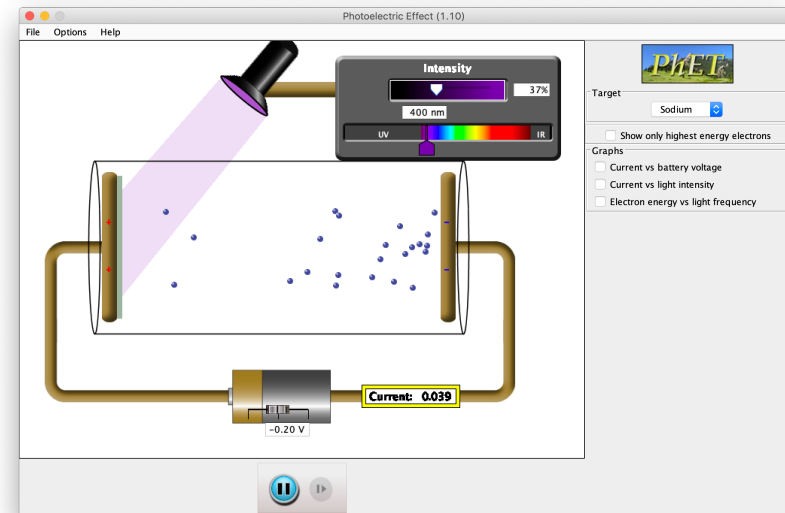 Photoelectric Effect (1.10)
File Options Help
Intensity
37%
400 nm
UV IR
PhET
Target
Sodium
Show only highest energy electrons
Graphs
Current vs battery voltage
Current vs light intensity
Electron energy vs light frequency
+ -
+ -
Current: 0.039
-0.20 V